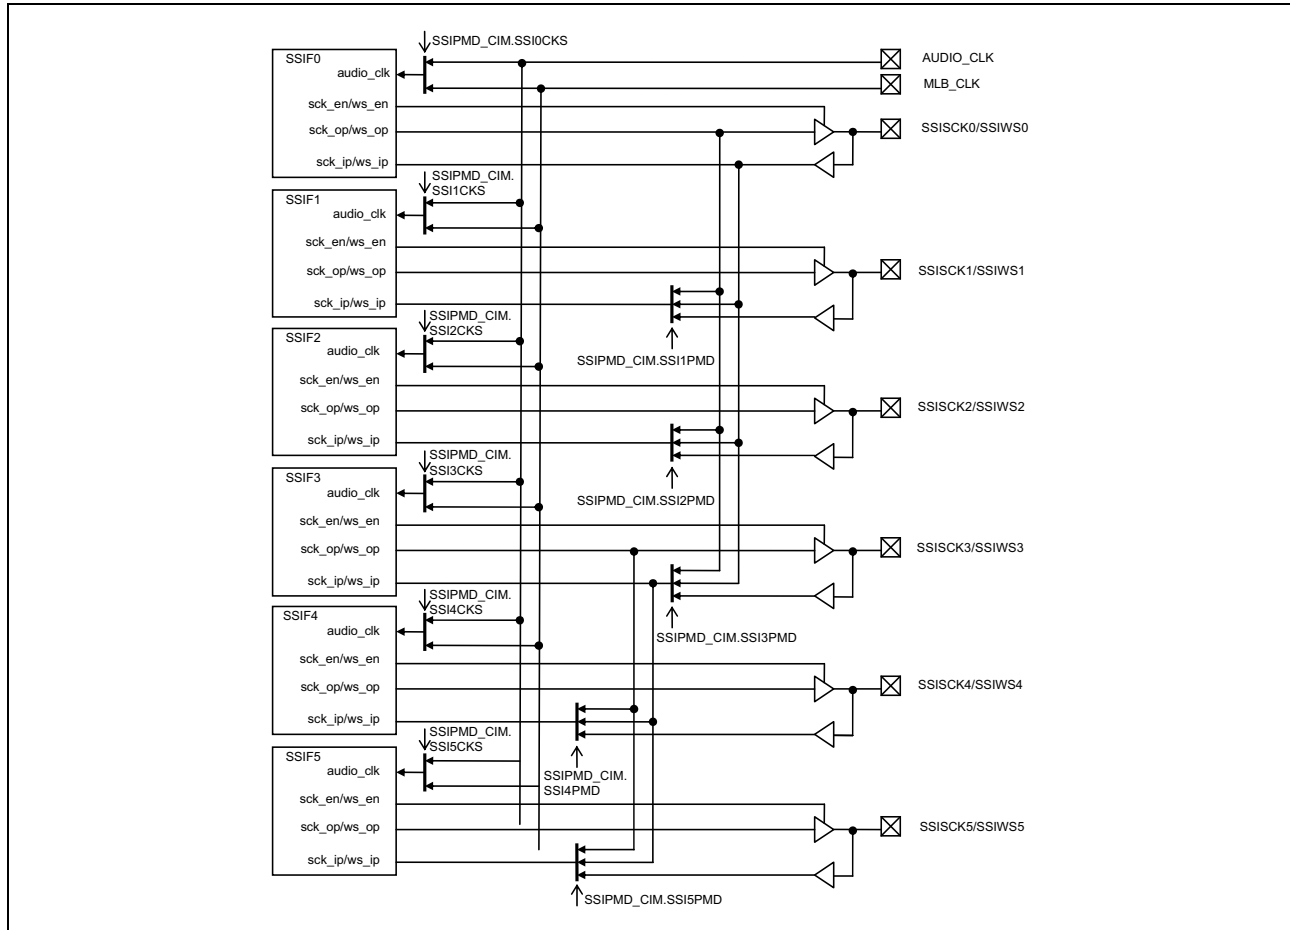 SSIPMD_CIM.SSI0CKS
SSIF0
AUDIO_CLK
audio_clk
MLB_CLK
sck_en/ws_en
sck_op/ws_op
SSISCK0/SSIWS0
sck_ip/ws_ip
SSIPMD_CIM.
SSI1CKS
SSIF1
audio_clk
sck_en/ws_en
sck_op/ws_op
SSISCK1/SSIWS1
sck_ip/ws_ip
SSIPMD_CIM.
SSI2CKS
SSIF2
audio_clk
SSIPMD_CIM.SSI1PMD
sck_en/ws_en
sck_op/ws_op
SSISCK2/SSIWS2
sck_ip/ws_ip
SSIPMD_CIM.
SSI3CKS
SSIF3
audio_clk
SSIPMD_CIM.SSI2PMD
sck_en/ws_en
sck_op/ws_op
SSISCK3/SSIWS3
sck_ip/ws_ip
SSIPMD_CIM.
SSI4CKS
SSIF4
audio_clk
SSIPMD_CIM.SSI3PMD
sck_en/ws_en
sck_op/ws_op
SSISCK4/SSIWS4
sck_ip/ws_ip
SSIPMD_CIM.
SSI5CKS
SSIF5
audio_clk
SSIPMD_CIM.
SSI4PMD
sck_en/ws_en
sck_op/ws_op
SSISCK5/SSIWS5
sck_ip/ws_ip
SSIPMD_CIM.SSI5PMD